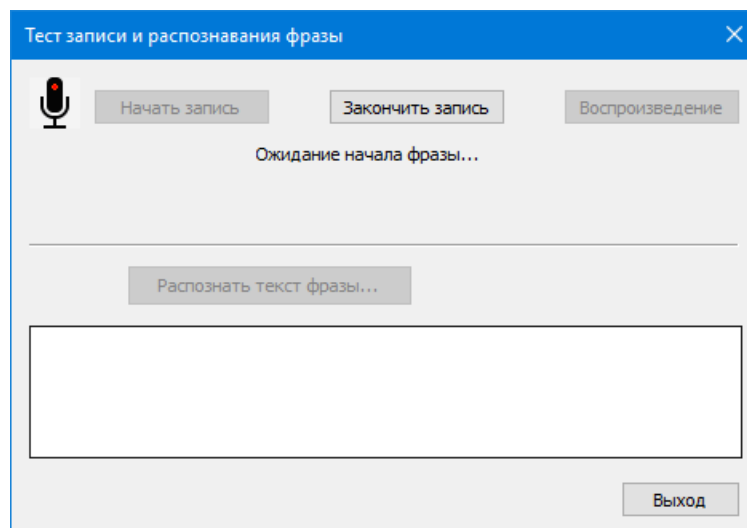 Тест записи и распознавания фразы
Начать запись Закончить запись Воспроизведение
Ожидание начала фразы...
Распознать текст фразы...
Выход